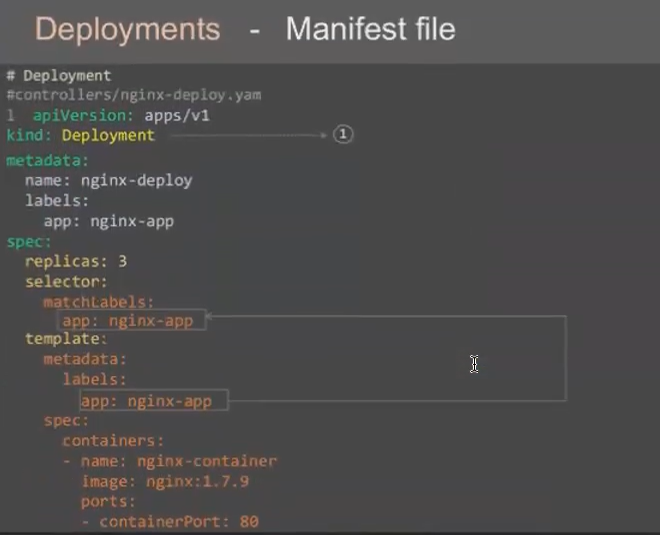 Deployments - Manifest file
# Deployment
#controllers/nginx-deploy.yam
1 apiVersion: apps/v1
kind: Deployment 1
metadata:
name: nginx-deploy
labels:
app: nginx-app
spec:
replicas: 3
selector:
matchLabels:
app: nginx-app
template:
metadata:
labels:
app: nginx-app
spec:
containers:
- name: nginx-container
image: nginx:1.7.9
ports:
- containerPort: 80